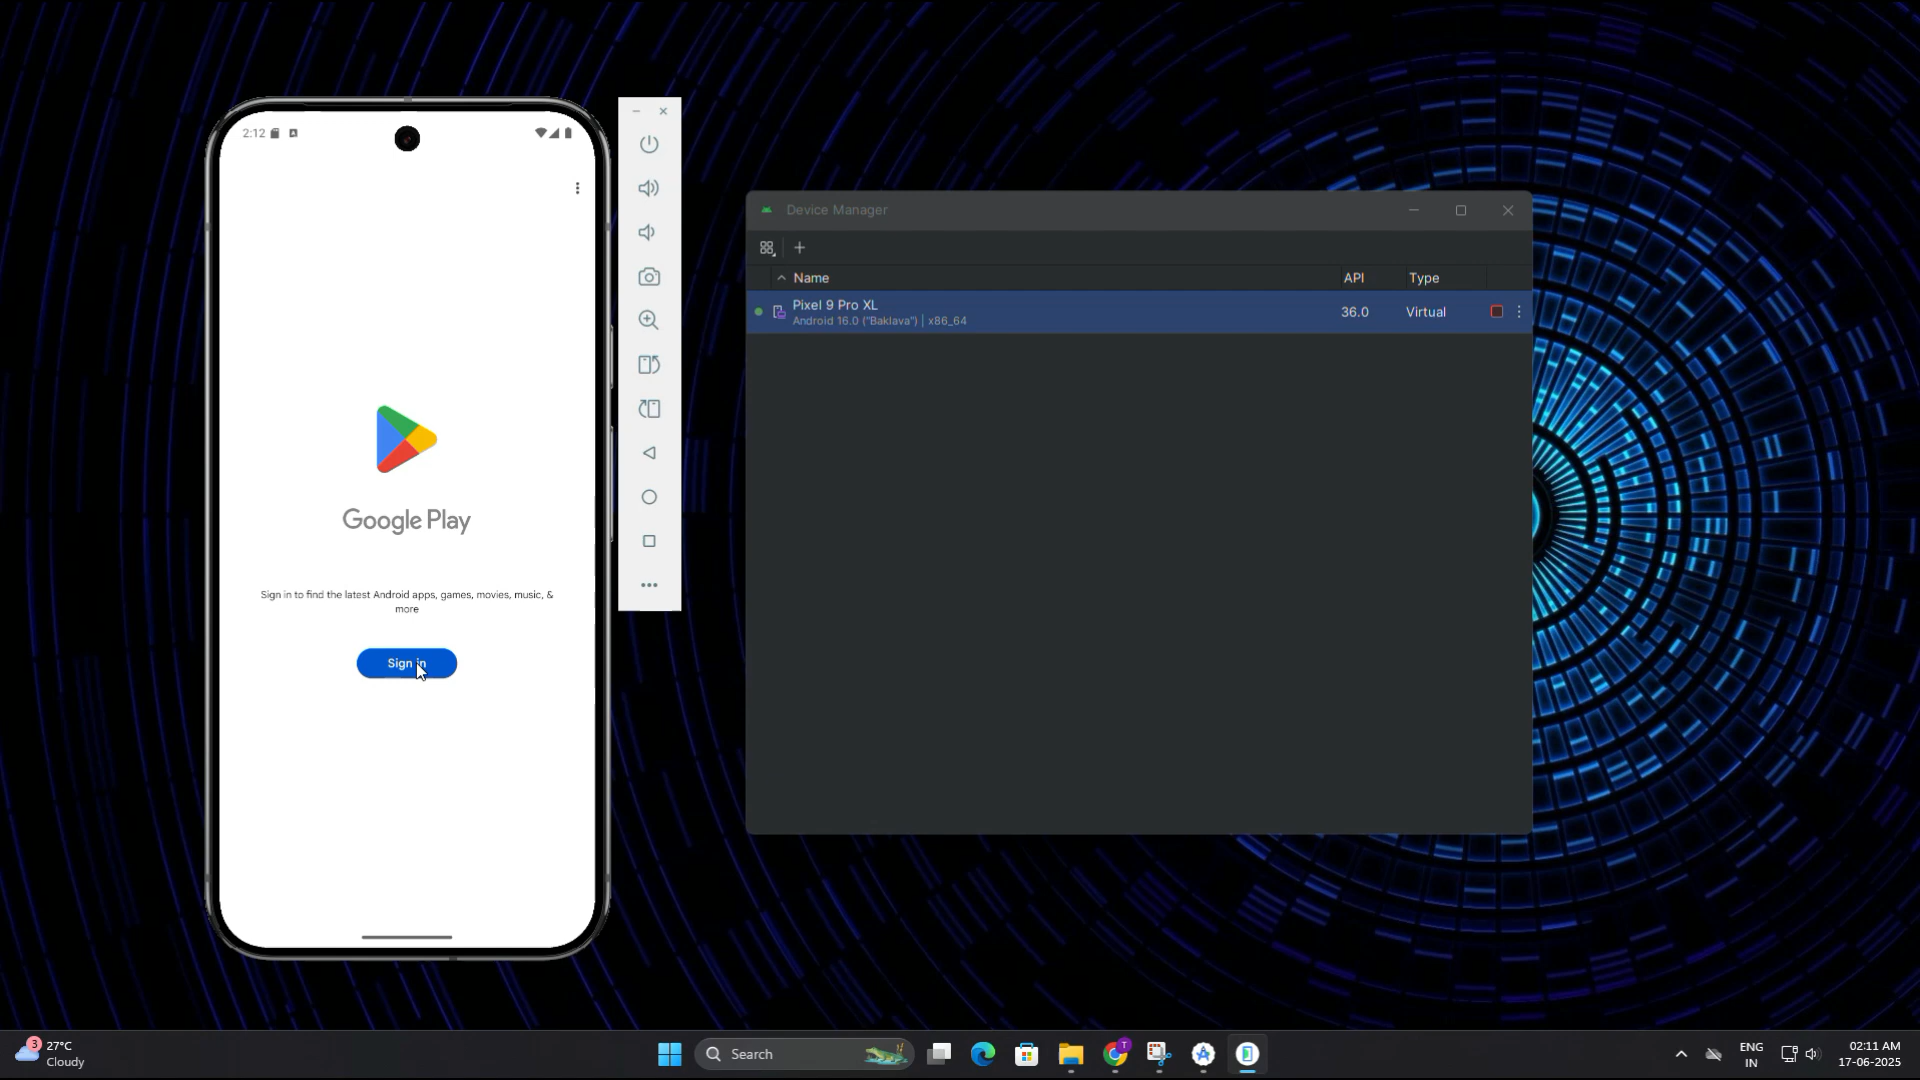 2:12
Google Play
Sign in to find the latest Android apps, games, movies, music, &
more
Sign in
Device Manager
Name
API
Type
Pixel 9 Pro XL
Android 16.0 ("Baklava") | x86_64
36.0
Virtual
3
27°C
Cloudy
Search
T
ENG
IN
02:11 AM
17-06-2025